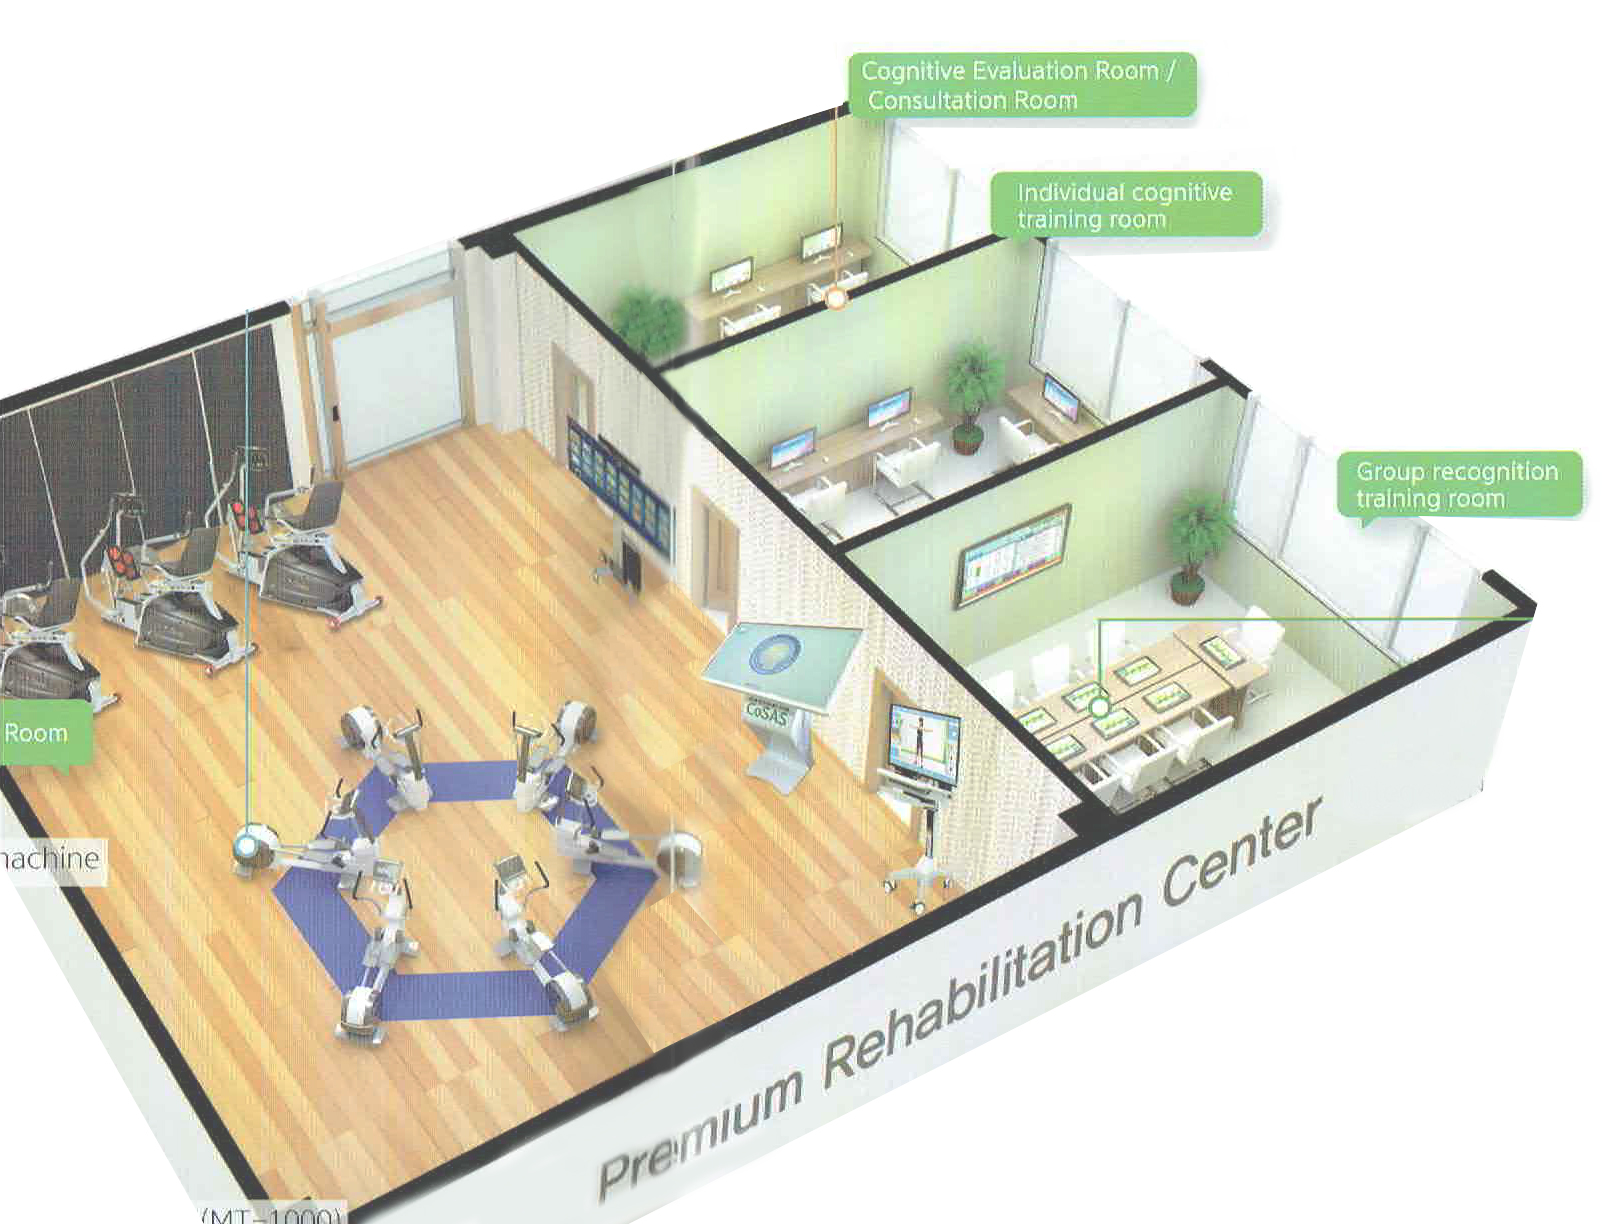 Cognitive Evaluation Room /
Consultation Room
Individual cognitive
training room
Group recognition
training room
Room
CoSAS
machine
Premium Rehabilitation Center
(MT-1000)